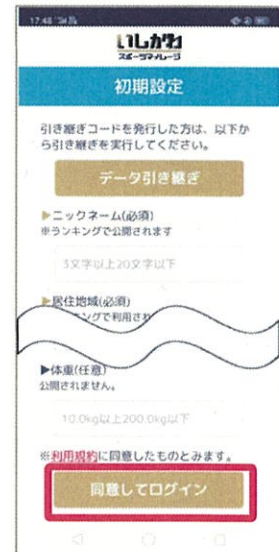 17:48
いしカツ
スポーツマイレージ
初期設定
引き継ぎコードを発行した方は、以下か
ら引き継ぎを実行してください。
データ引き継ぎ
▶ニックネーム(必須)
※ランキングで公開されます
3文字以上20文字以下
▶居住地域(必須)
▶体重(任意)
公開されません。
10.0kg以上200.0kg以下
※利用規約に同意したものとみます。
同意してログイン